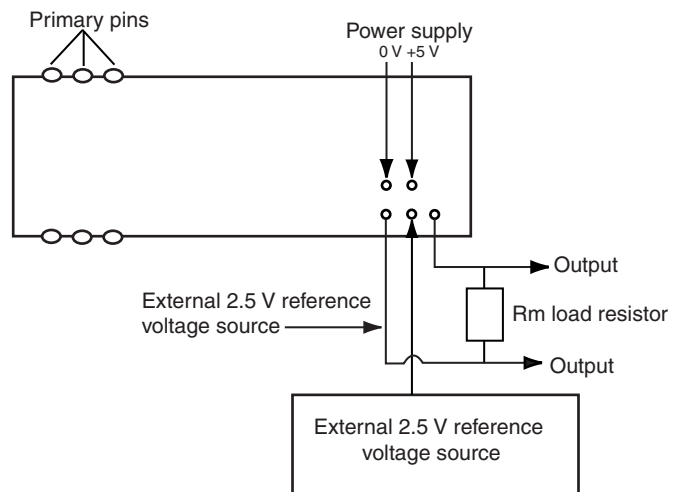 Primary pins
Power supply
0 V +5 V
Output
External 2.5 V reference
voltage source
Rm load resistor
Output
External 2.5 V reference
voltage source